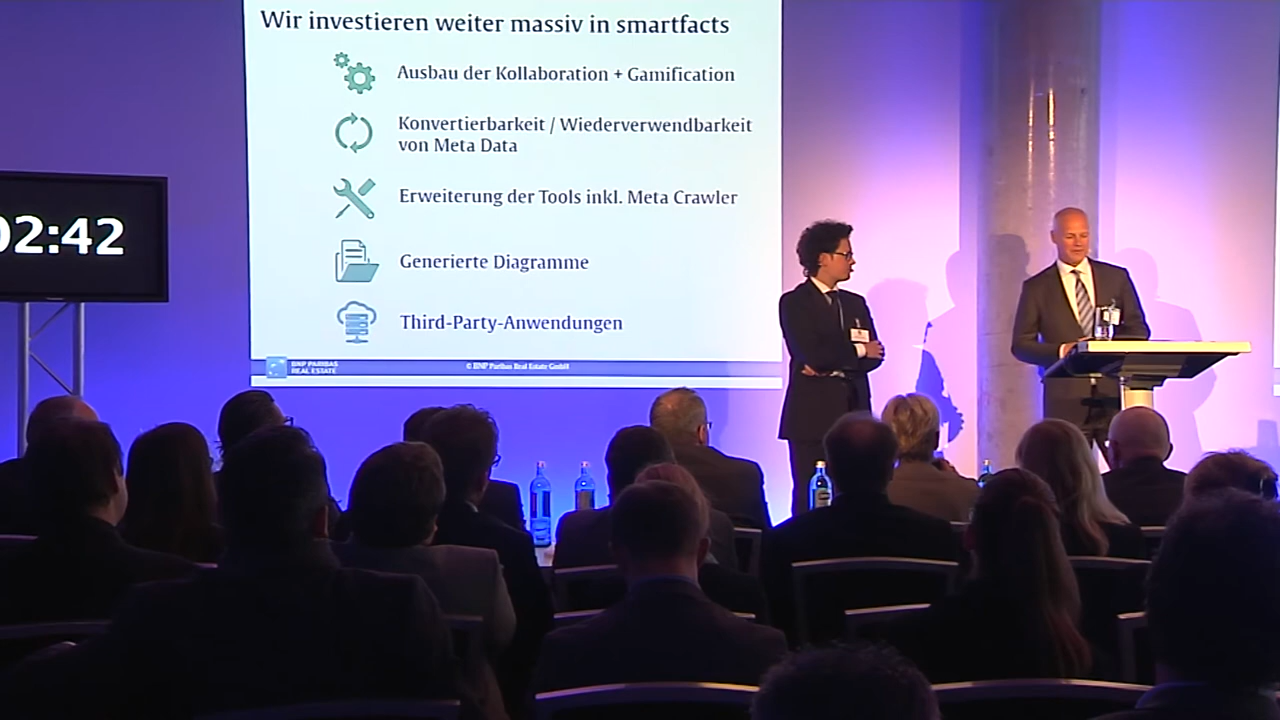 Wir investieren weiter massiv in smartfacts
Ausbau der Kollaboration + Gamification
Konvertierbarkeit / Wiederverwendbarkeit
von Meta Data
Erweiterung der Tools inkl. Meta Crawler
Generierte Diagramme
Third-Party-Anwendungen
BNP PARIBAS
REAL ESTATE
© BNP Paribas Real Estate GmbH
02:42